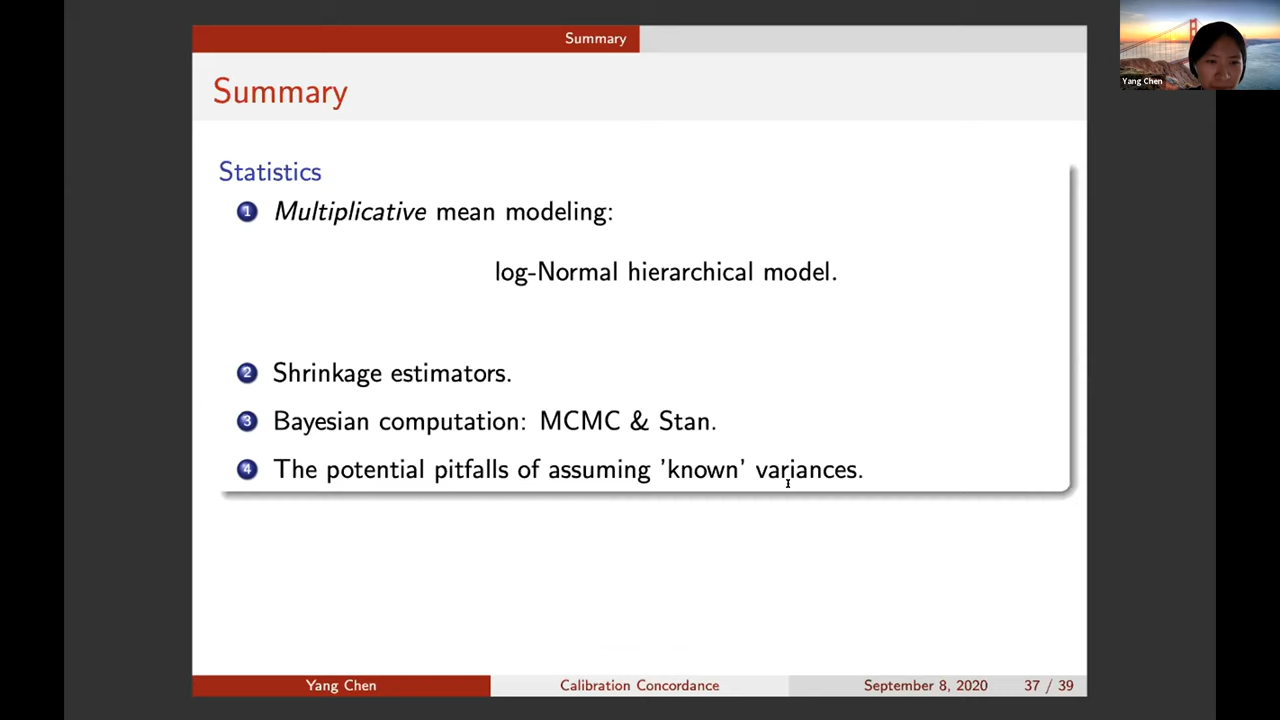 Summary
Summary
Statistics
1 Multiplicative mean modeling:
log-Normal hierarchical model.
2 Shrinkage estimators.
3 Bayesian computation: MCMC & Stan.
4 The potential pitfalls of assuming 'known' variances.
Yang Chen Calibration Concordance September 8, 2020 37 / 39
Yang Chen